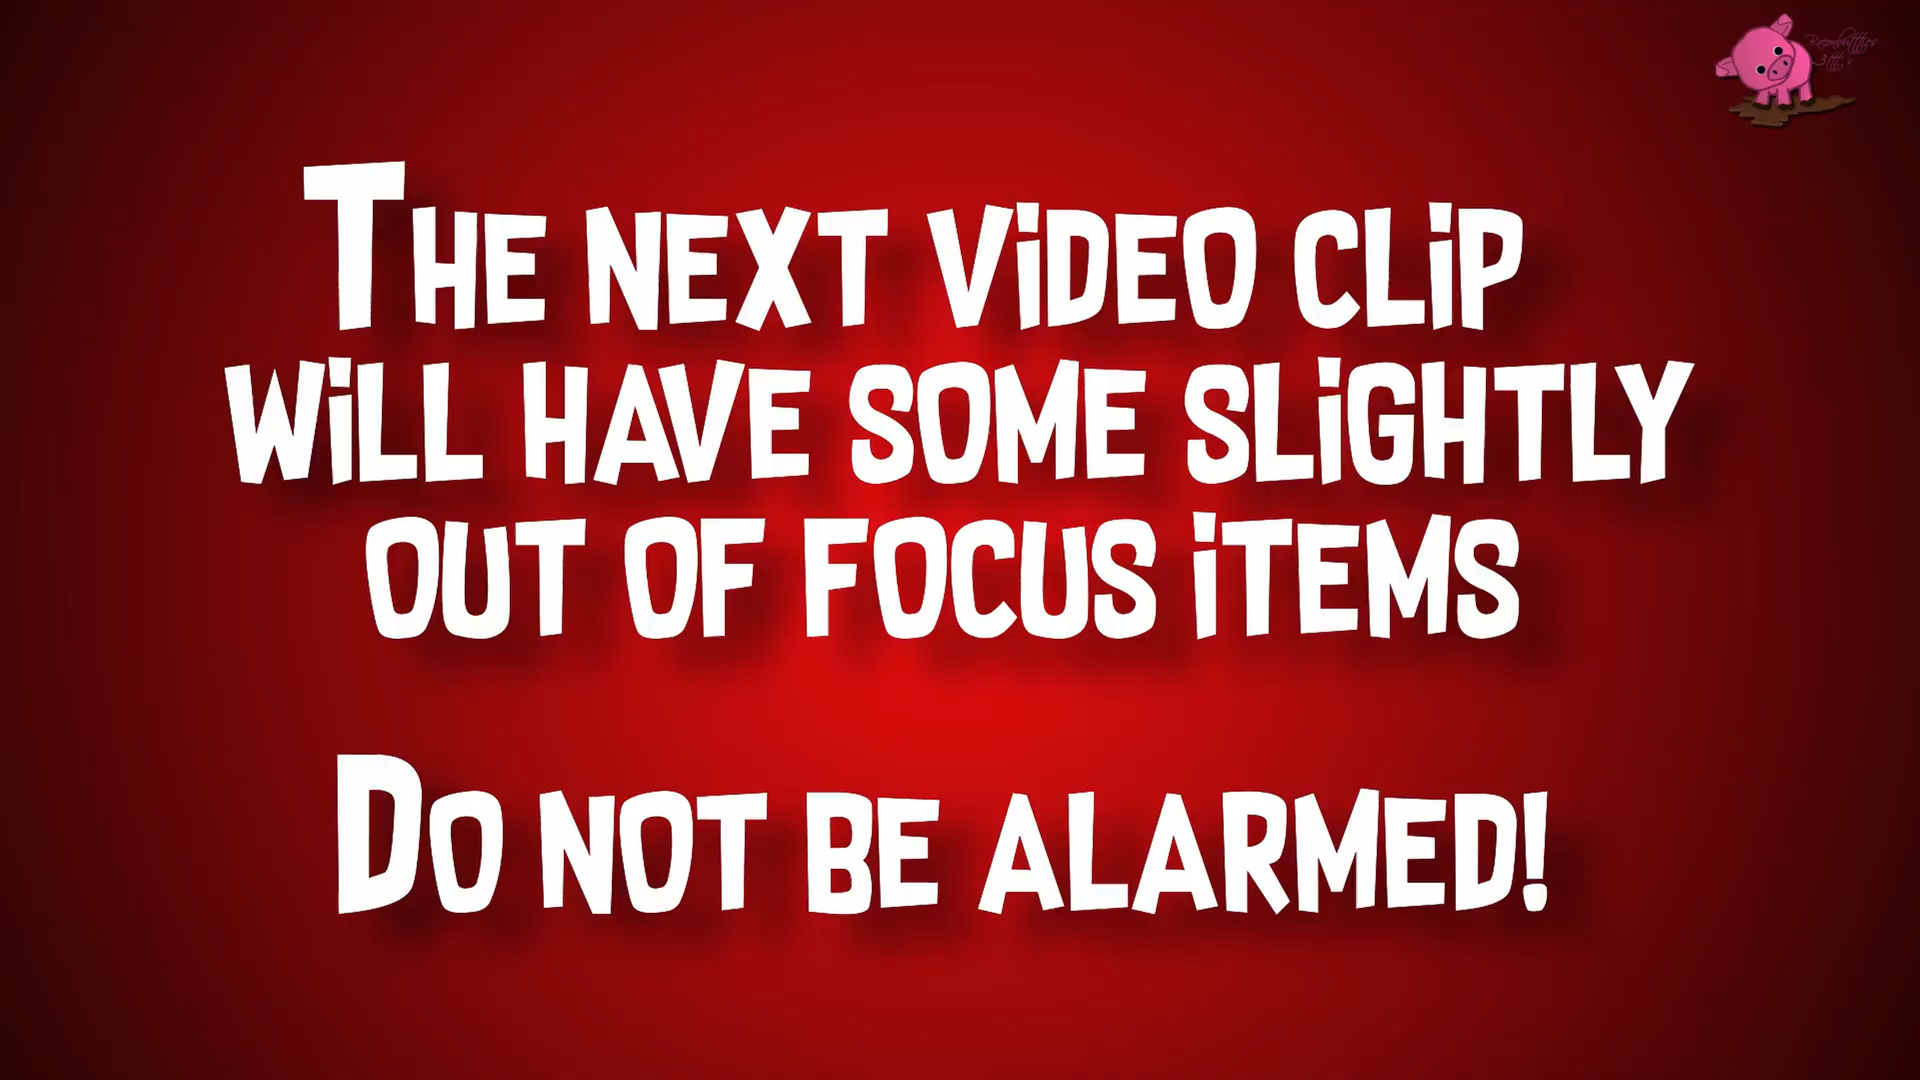 The next video clip
will have some slightly
out of focus items
Do not be alarmed!